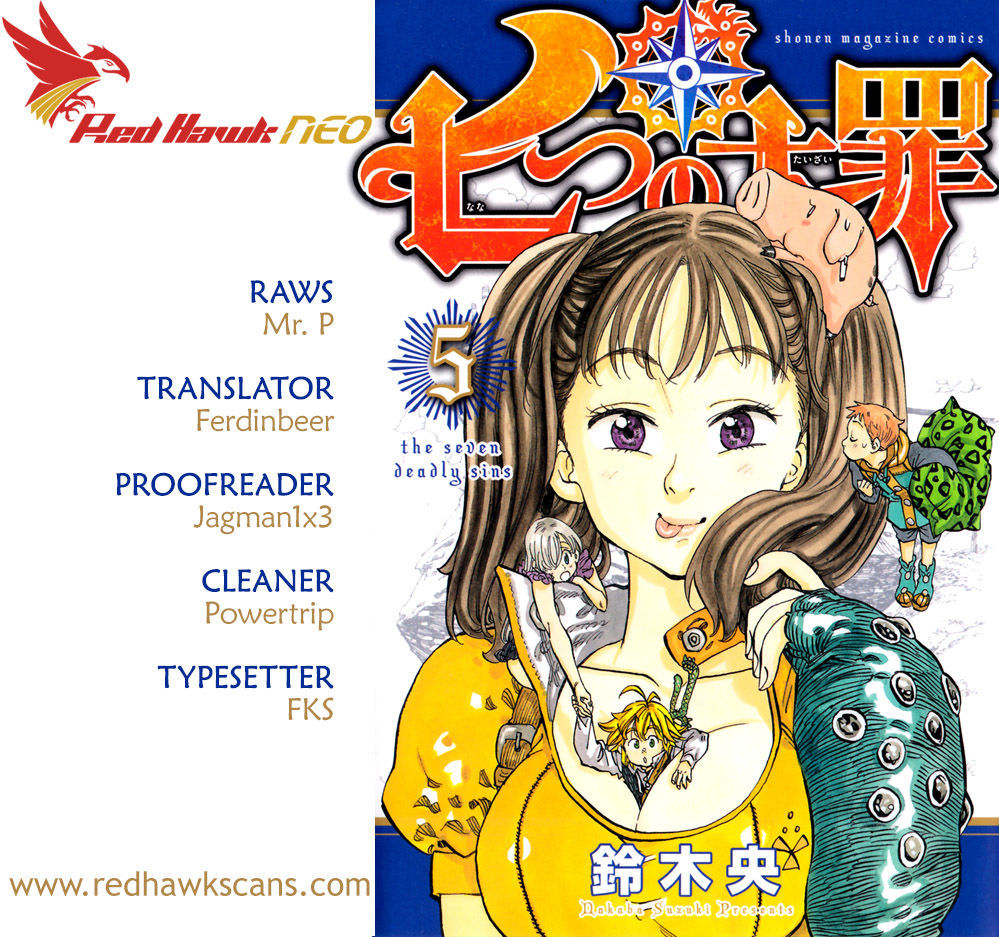 Red Hawk NEO
RAWS
Mr. P
TRANSLATOR
Ferdinbeer
PROOFREADER
Jagman1x3
CLEANER
Powertrip
TYPESETTER
FKS
www.redhawkscans.com
shonen magazine comics
七つの大罪
なな
たいざい
5
the seven
deadly sins
鈴木央
Nakaba Suzuki Presents